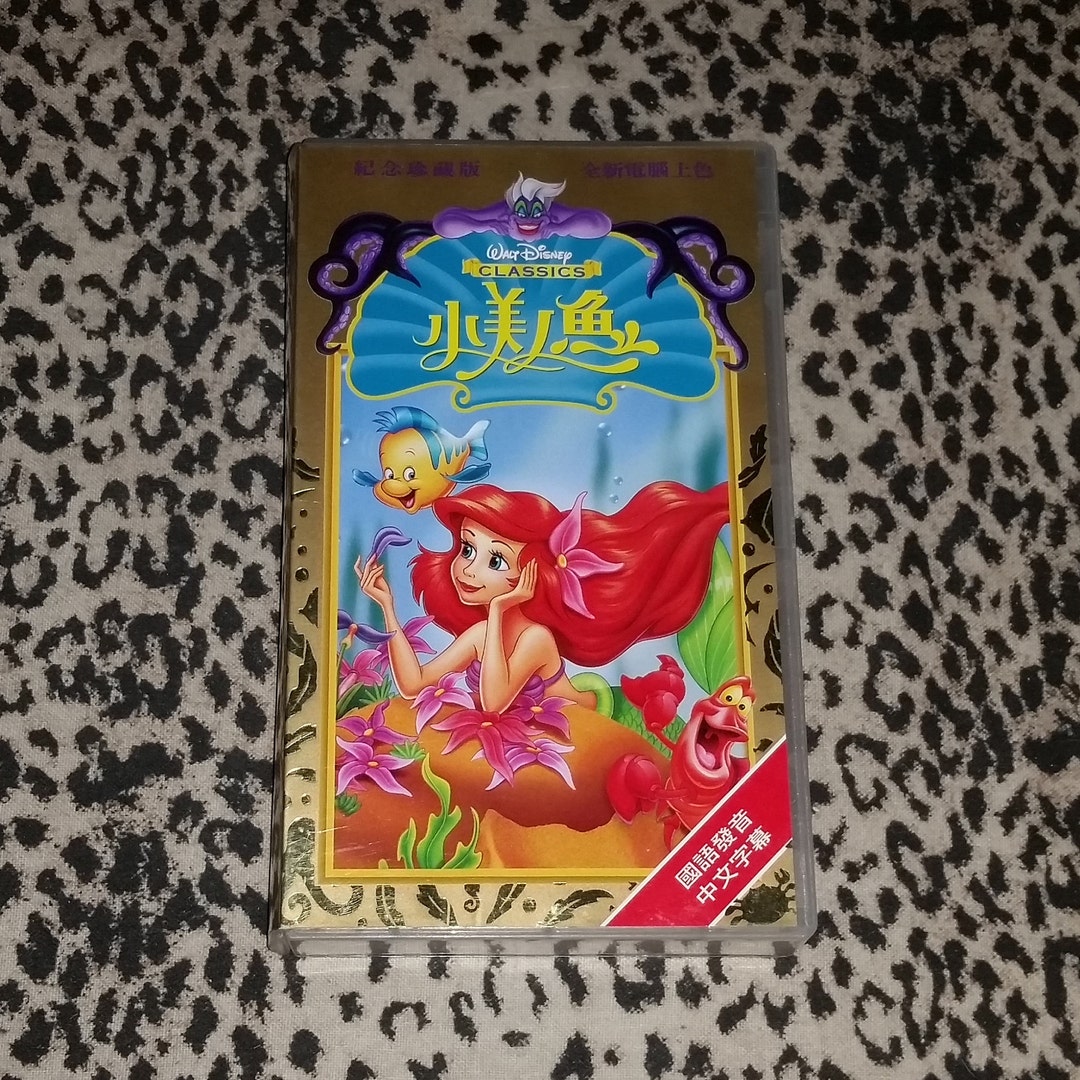 紀念珍藏版 全新電腦上色
WALT DISNEY
CLASSICS
小美人魚
國語發音
中文字幕